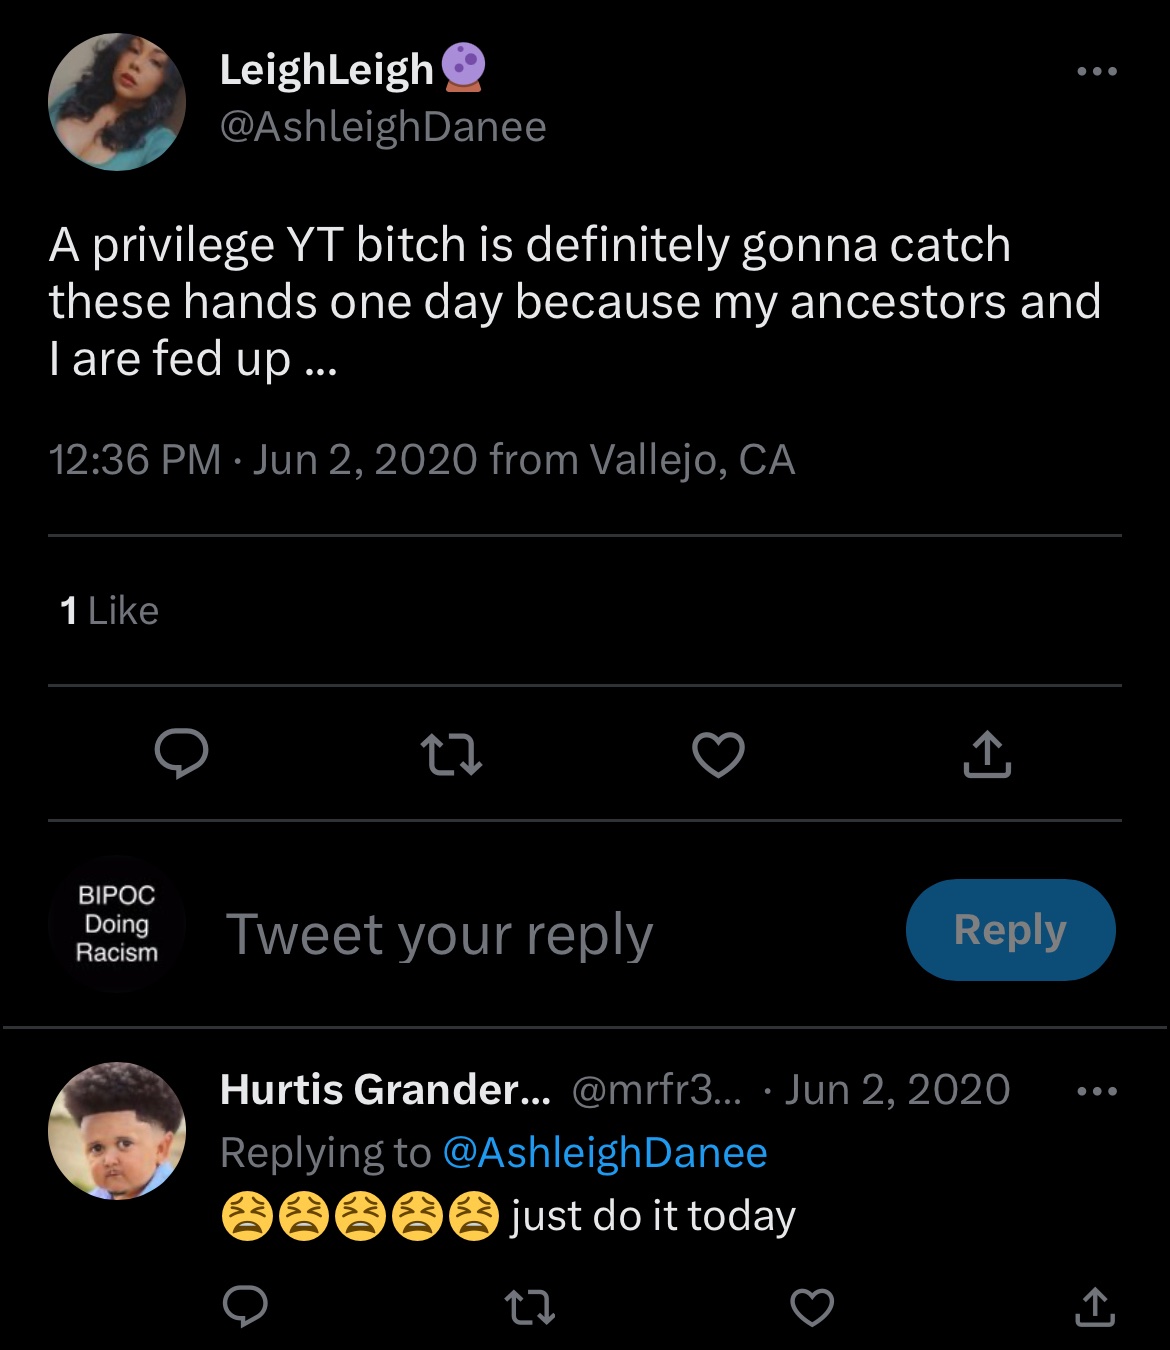 LeighLeigh🔮
@AshleighDanee
A privilege YT bitch is definitely gonna catch
these hands one day because my ancestors and
I are fed up ...
12:36 PM · Jun 2, 2020 from Vallejo, CA
1 Like
BIPOC
Doing
Racism
Tweet your reply
Reply
Hurtis Grander... @mrfr3... · Jun 2, 2020
Replying to @AshleighDanee
😫😫😫😫😫 just do it today